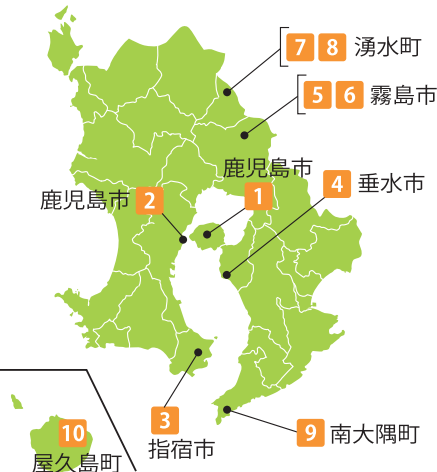 7 8 湧水町
5 6 霧島市
鹿児島市
1
4 垂水市
鹿児島市 2
3
指宿市
9 南大隅町
10
屋久島町